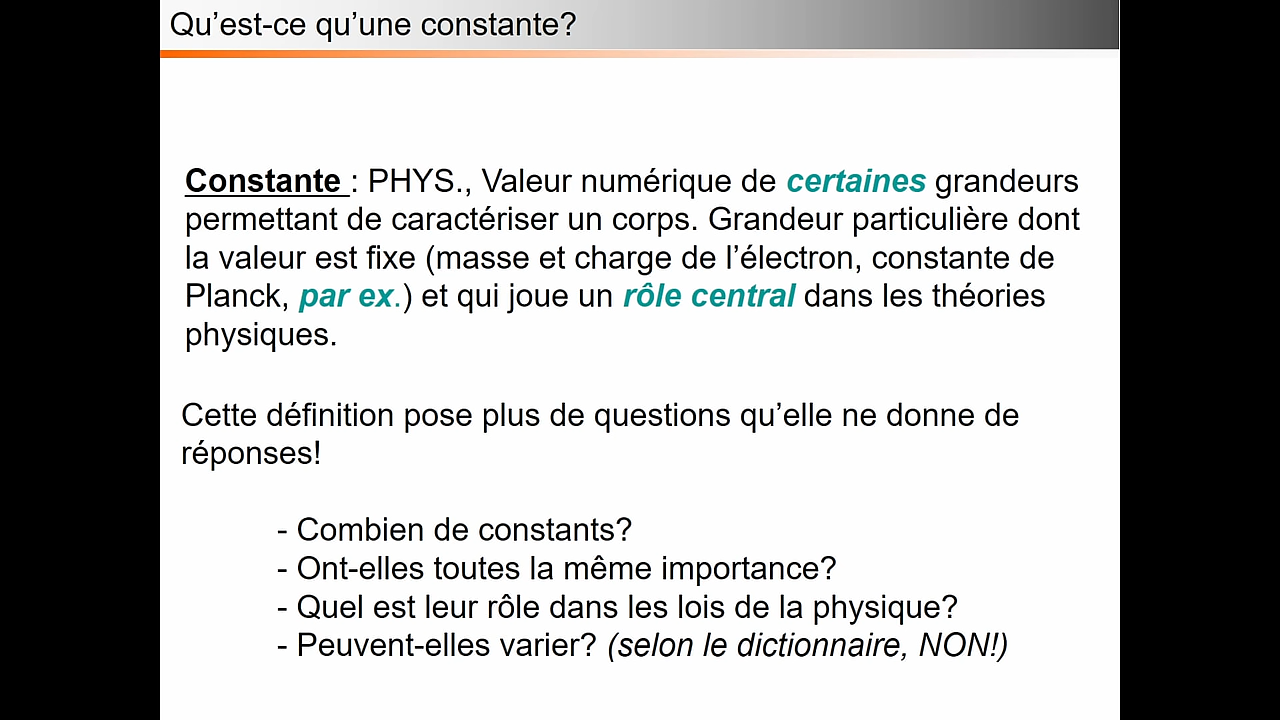 Qu’est-ce qu’une constante?
Constante : PHYS., Valeur numérique de certaines grandeurs
permettant de caractériser un corps. Grandeur particulière dont
la valeur est fixe (masse et charge de l’électron, constante de
Planck, par ex.) et qui joue un rôle central dans les théories
physiques.
Cette définition pose plus de questions qu’elle ne donne de
réponses!
- Combien de constants?
- Ont-elles toutes la même importance?
- Quel est leur rôle dans les lois de la physique?
- Peuvent-elles varier? (selon le dictionnaire, NON!)